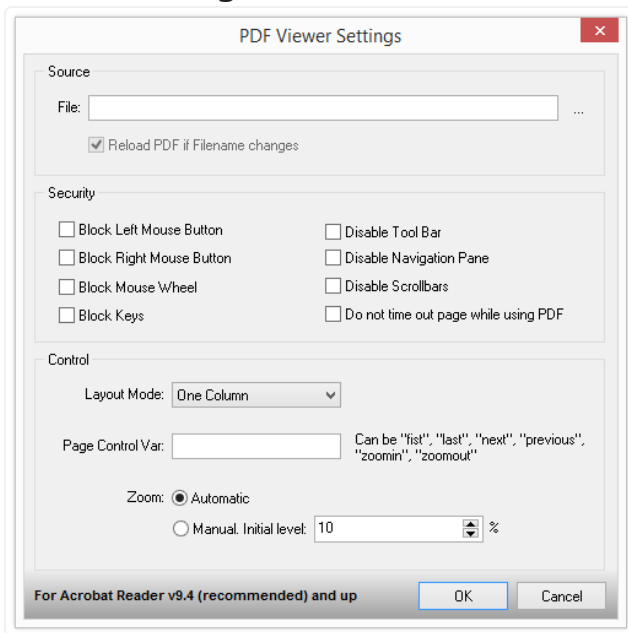 PDF Viewer Settings
Source
File:
...
Reload PDF if Filename changes
Security
Block Left Mouse Button
Disable Tool Bar
Block Right Mouse Button
Disable Navigation Pane
Block Mouse Wheel
Disable Scrollbars
Block Keys
Do not time out page while using PDF
Control
Layout Mode: One Column
Page Control Var:
Can be "fist", "last", "next", "previous",
"zoomin", "zoomout"
Zoom: Automatic
Manual. Initial level: 10 %
For Acrobat Reader v9.4 (recommended) and up
OK
Cancel